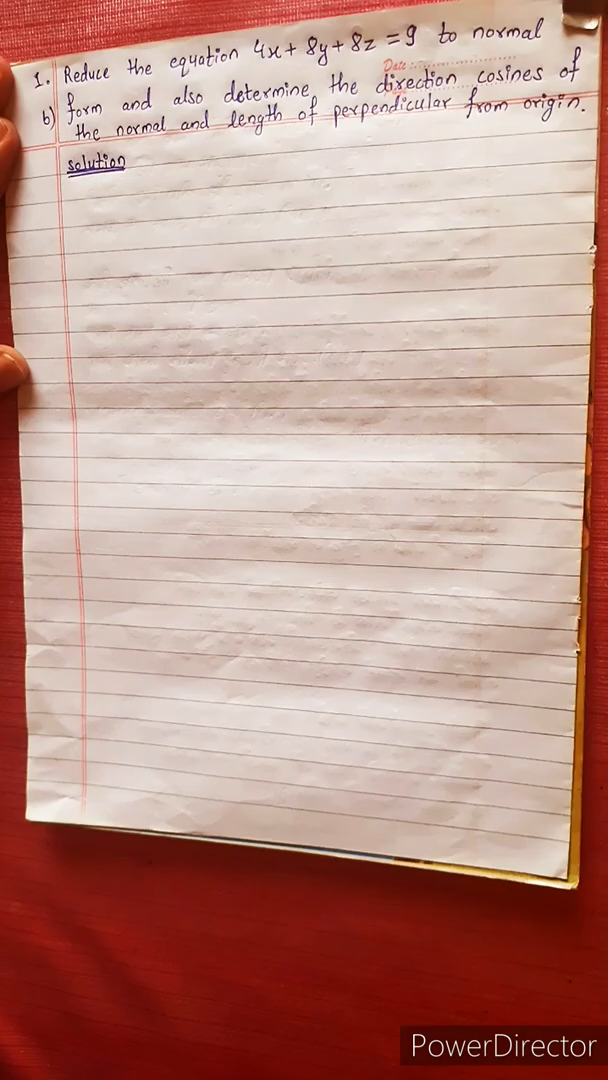 1. Reduce the equation 4x + 8y + 8z = 9 to normal
Date :
b) form and also determine the direction cosines of
the normal and length of perpendicular from origin.
solution
PowerDirector